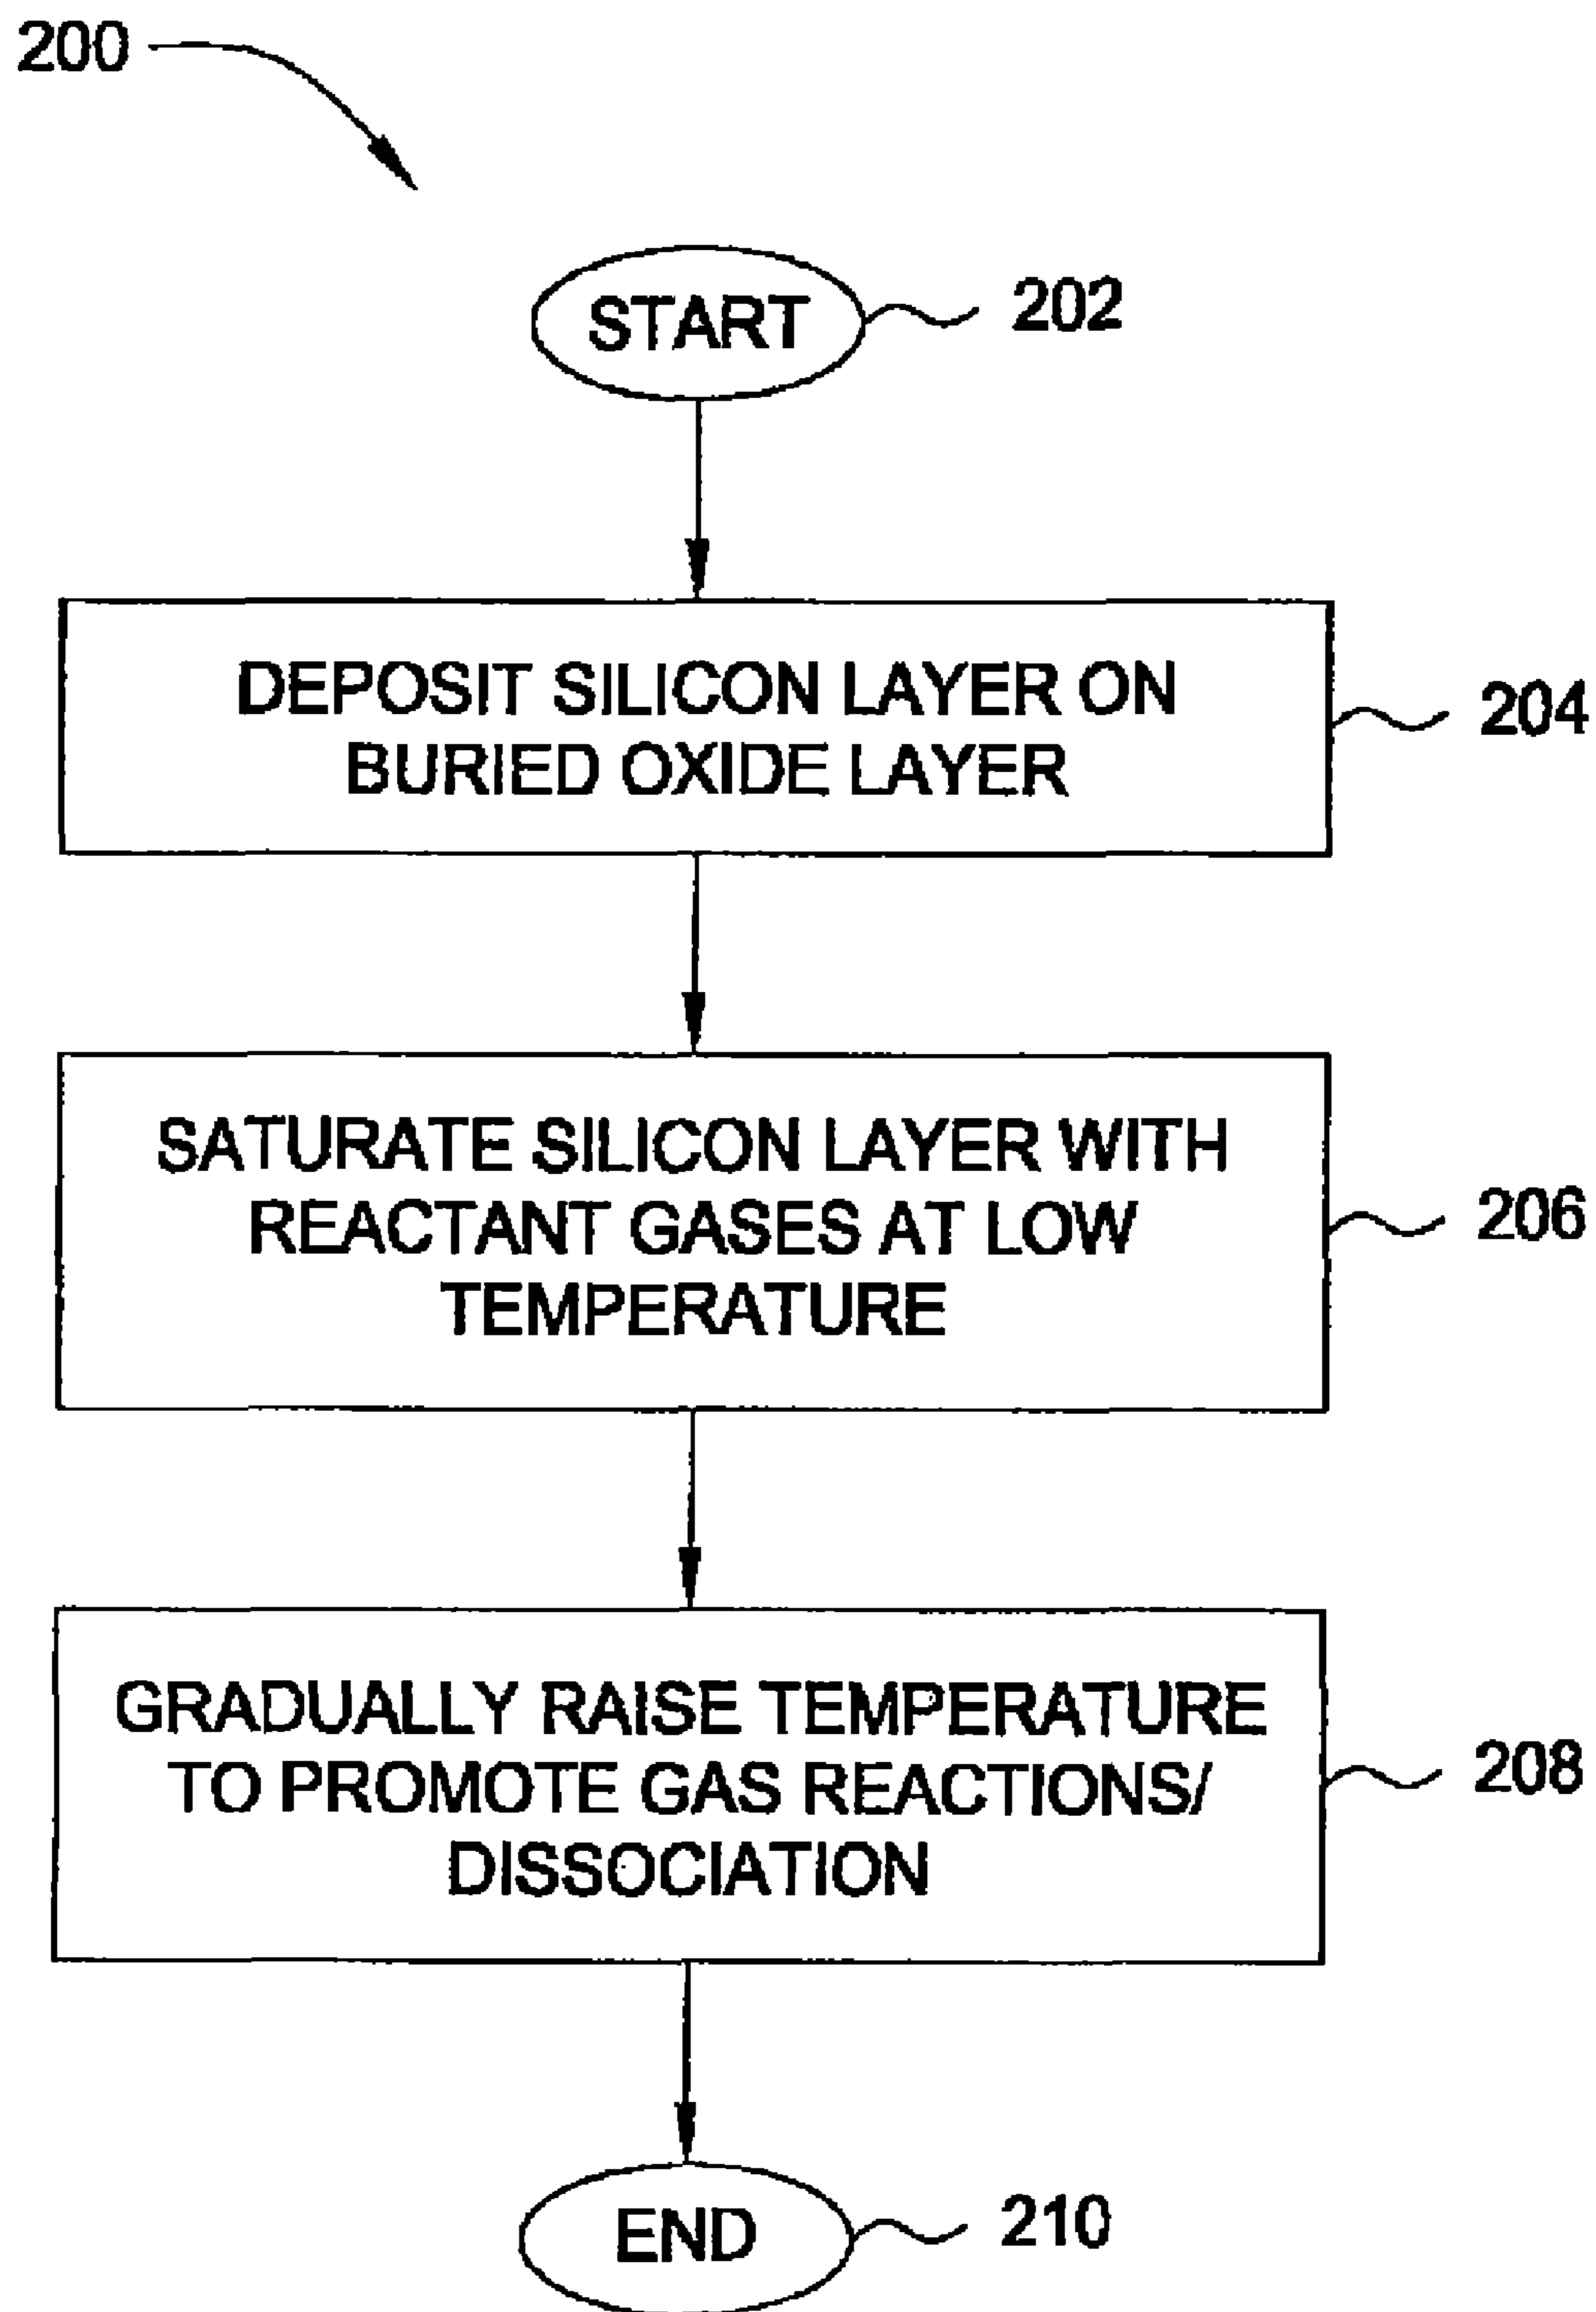 200
START
202
DEPOSIT SILICON LAYER ON
BURIED OXIDE LAYER
204
SATURATE SILICON LAYER WITH
REACTANT GASES AT LOW
TEMPERATURE
206
GRADUALLY RAISE TEMPERATURE
TO PROMOTE GAS REACTIONS/
DISSOCIATION
208
END
210